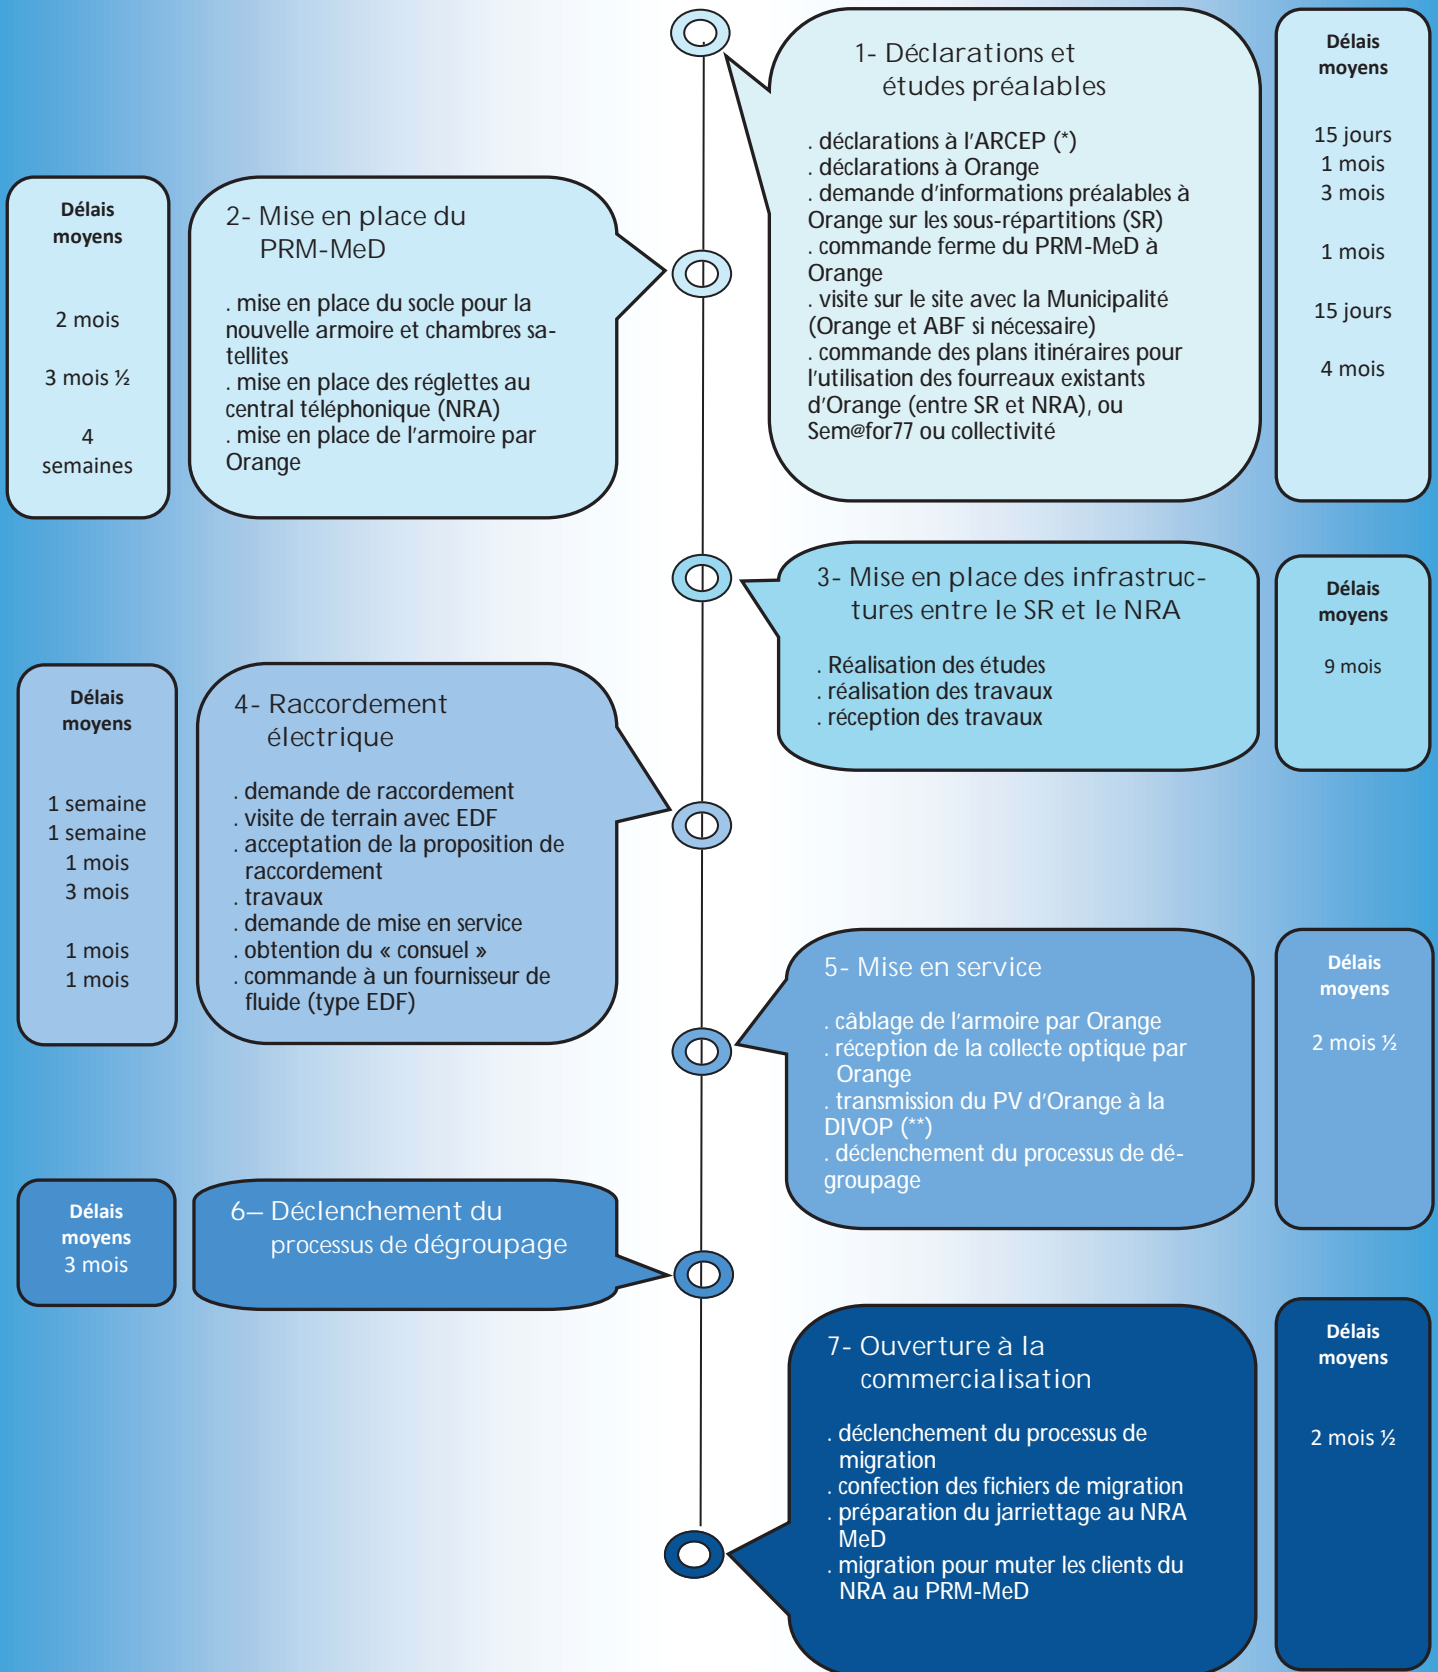 1- Déclarations et
études préalables
. déclarations à l'ARCEP (*)
. déclarations à Orange
. demande d'informations préalables à
Orange sur les sous-répartitions (SR)
. commande ferme du PRM-MeD à
Orange
. visite sur le site avec la Municipalité
(Orange et ABF si nécessaire)
. commande des plans itinéraires pour
l'utilisation des fourreaux existants
d'Orange (entre SR et NRA), ou
Sem@for77 ou collectivité
Délais
moyens
15 jours
1 mois
3 mois
1 mois
15 jours
4 mois
Délais
moyens
2 mois
3 mois ½
4
semaines
2- Mise en place du
PRM-MeD
. mise en place du socle pour la
nouvelle armoire et chambres sa-
tellites
. mise en place des réglettes au
central téléphonique (NRA)
. mise en place de l'armoire par
Orange
3- Mise en place des infrastruc-
tures entre le SR et le NRA
. Réalisation des études
. réalisation des travaux
. réception des travaux
Délais
moyens
9 mois
Délais
moyens
1 semaine
1 semaine
1 mois
3 mois
1 mois
1 mois
4- Raccordement
électrique
. demande de raccordement
. visite de terrain avec EDF
. acceptation de la proposition de
raccordement
. travaux
. demande de mise en service
. obtention du « consuel »
. commande à un fournisseur de
fluide (type EDF)
5- Mise en service
. câblage de l'armoire par Orange
. réception de la collecte optique par
Orange
. transmission du PV d'Orange à la
DIVOP (**)
. déclenchement du processus de dé-
groupage
Délais
moyens
2 mois ½
Délais
moyens
3 mois
6– Déclenchement du
processus de dégroupage
7- Ouverture à la
commercialisation
. déclenchement du processus de
migration
. confection des fichiers de migration
. préparation du jarriettage au NRA
MeD
. migration pour muter les clients du
NRA au PRM-MeD
Délais
moyens
2 mois ½